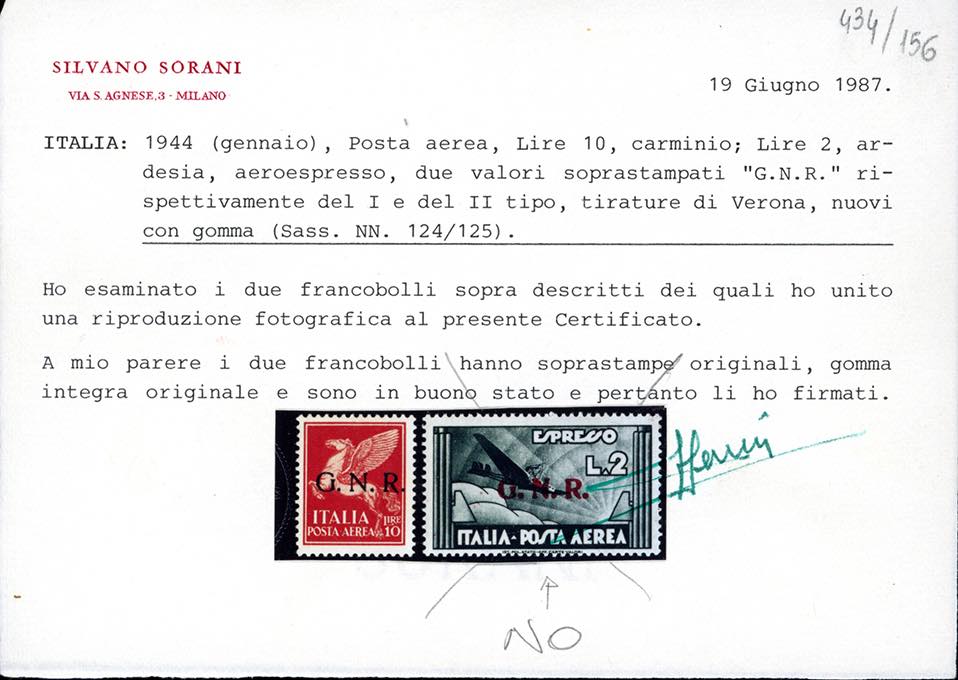 434/156
SILVANO SORANI
VIA S. AGNESE, 3 - MILANO
19 Giugno 1987.
ITALIA: 1944 (gennaio), Posta aerea, Lire 10, carminio; Lire 2, ar-
desia, aeroespresso, due valori soprastampati "G.N.R." ri-
spettivamente del I e del II tipo, tirature di Verona, nuovi
con gomma (Sass. NN. 124/125).
Ho esaminato i due francobolli sopra descritti dei quali ho unito
una riproduzione fotografica al presente Certificato.
A mio parere i due francobolli hanno soprastampe originali, gomma
integra originale e sono in buono stato e pertanto li ho firmati.
G. N. R.
ITALIA LIRE
POSTA AEREA 10
ESPRESSO
L. 2
G. N. R.
ITALIA-POSTA AEREA
NO